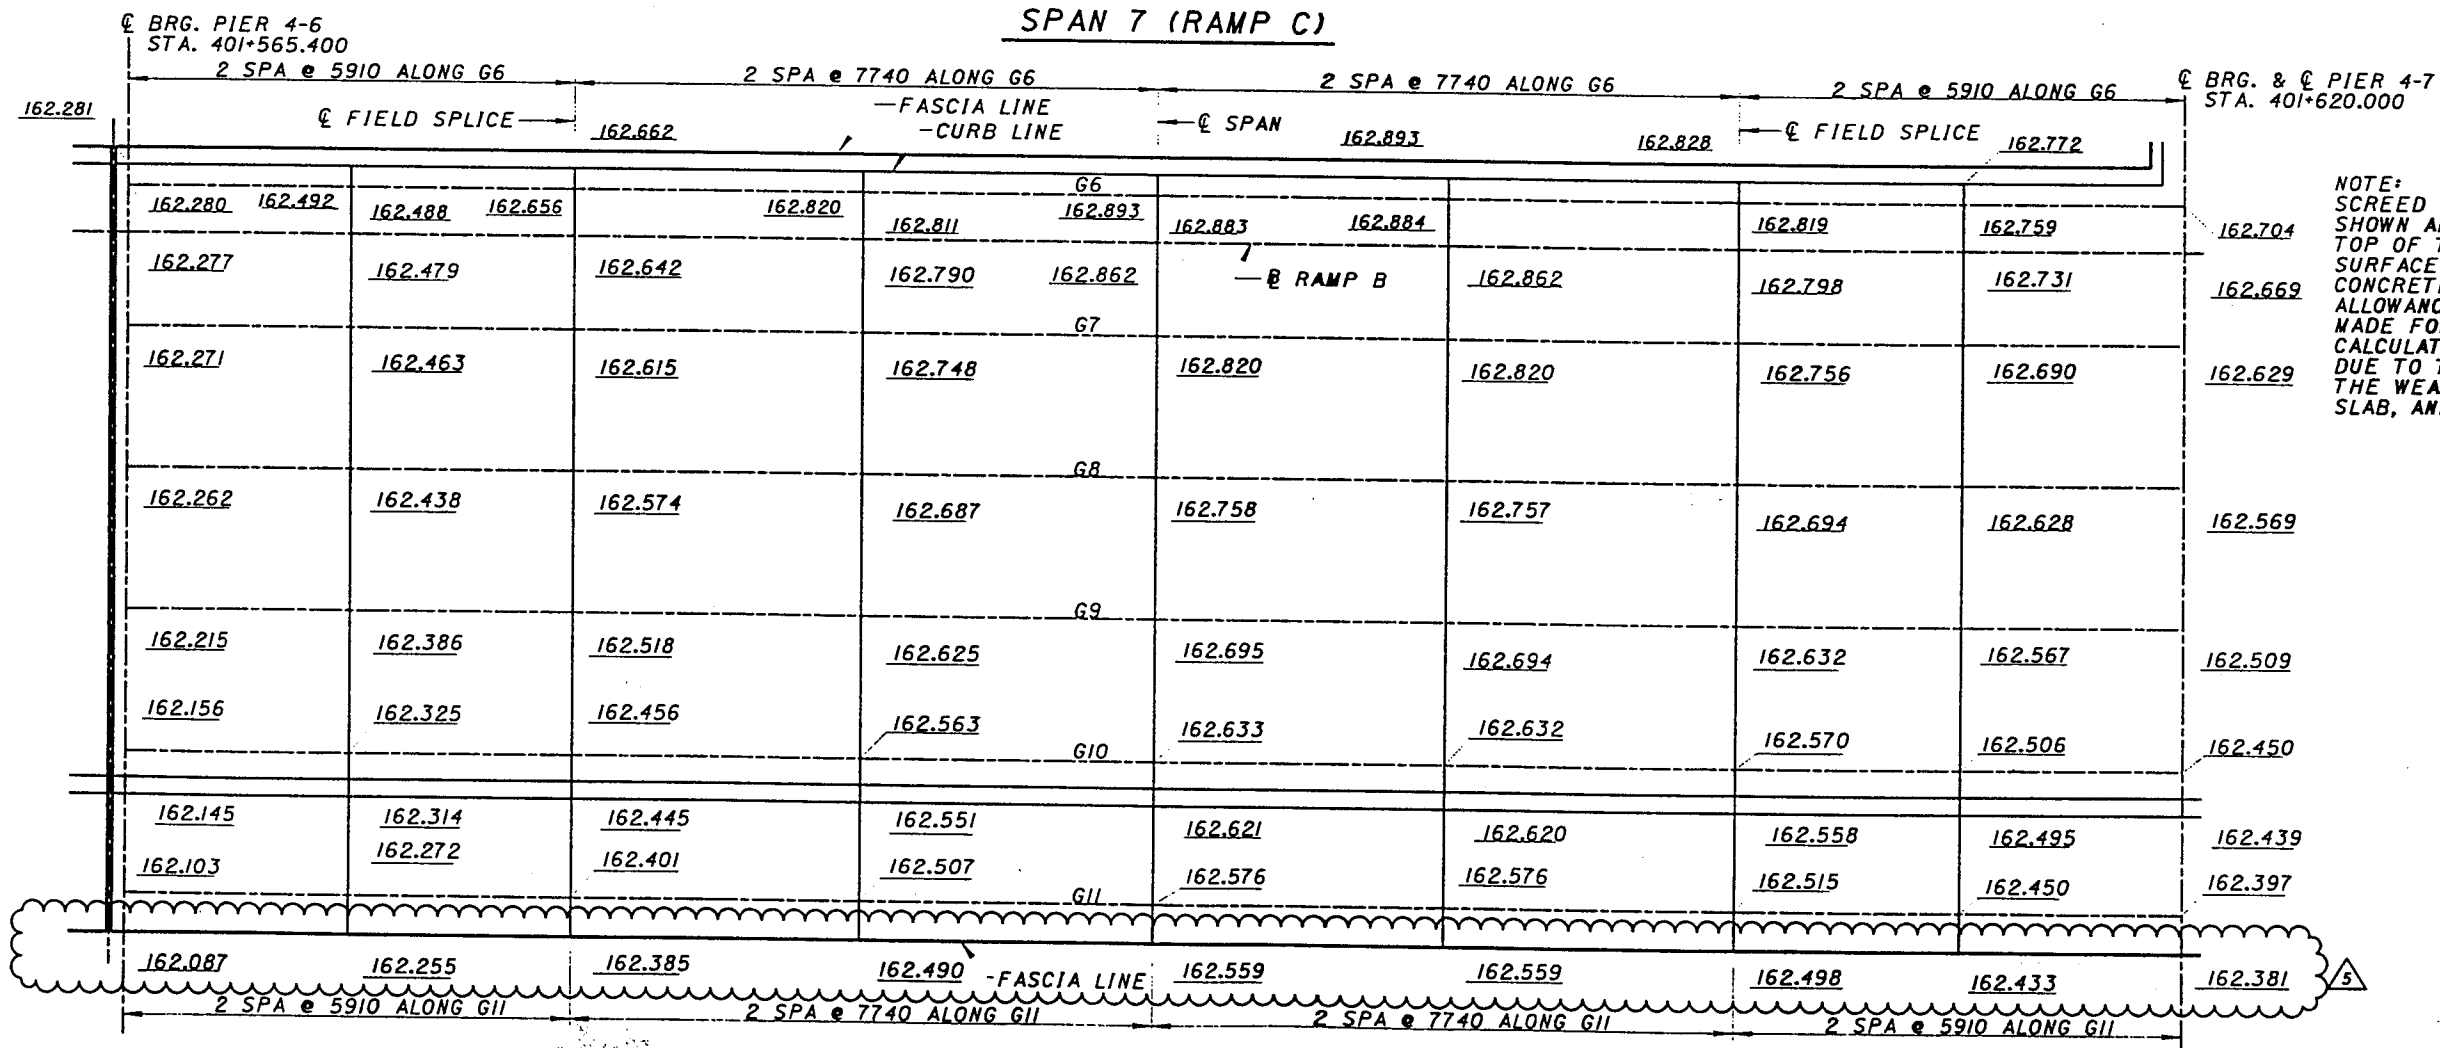 SPAN 7 (RAMP C)
℄ BRG. PIER 4-6
STA. 401+565.400
2 SPA @ 5910 ALONG G6
2 SPA @ 7740 ALONG G6
2 SPA @ 7740 ALONG G6
2 SPA @ 5910 ALONG G6
℄ BRG. & ℄ PIER 4-7
STA. 401+620.000
162.281
℄ FIELD SPLICE
162.662
FASCIA LINE
CURB LINE
℄ SPAN
162.893
162.828
℄ FIELD SPLICE
162.772
G6
162.280 162.492 162.488 162.656 162.820 162.811 162.893 162.883 162.884 162.819 162.759 162.704
162.277 162.479 162.642 162.790 162.862 ⅊ RAMP B 162.862 162.798 162.731 162.669
G7
162.271 162.463 162.615 162.748 162.820 162.820 162.756 162.690 162.629
G8
162.262 162.438 162.574 162.687 162.758 162.757 162.694 162.628 162.569
G9
162.215 162.386 162.518 162.625 162.695 162.694 162.632 162.567 162.509
162.156 162.325 162.456 162.563 162.633 162.632 162.570 162.506 162.450
G10
162.145 162.314 162.445 162.551 162.621 162.620 162.558 162.495 162.439
162.103 162.272 162.401 162.507 162.576 162.576 162.515 162.450 162.397
G11
162.087 162.255 162.385 162.490 FASCIA LINE 162.559 162.559 162.498 162.433 162.381
5
2 SPA @ 5910 ALONG G11
2 SPA @ 7740 ALONG G11
2 SPA @ 7740 ALONG G11
2 SPA @ 5910 ALONG G11
NOTE:
SCREED
SHOWN
TOP OF
SURFACE
MADE
DUE TO
SLAB,